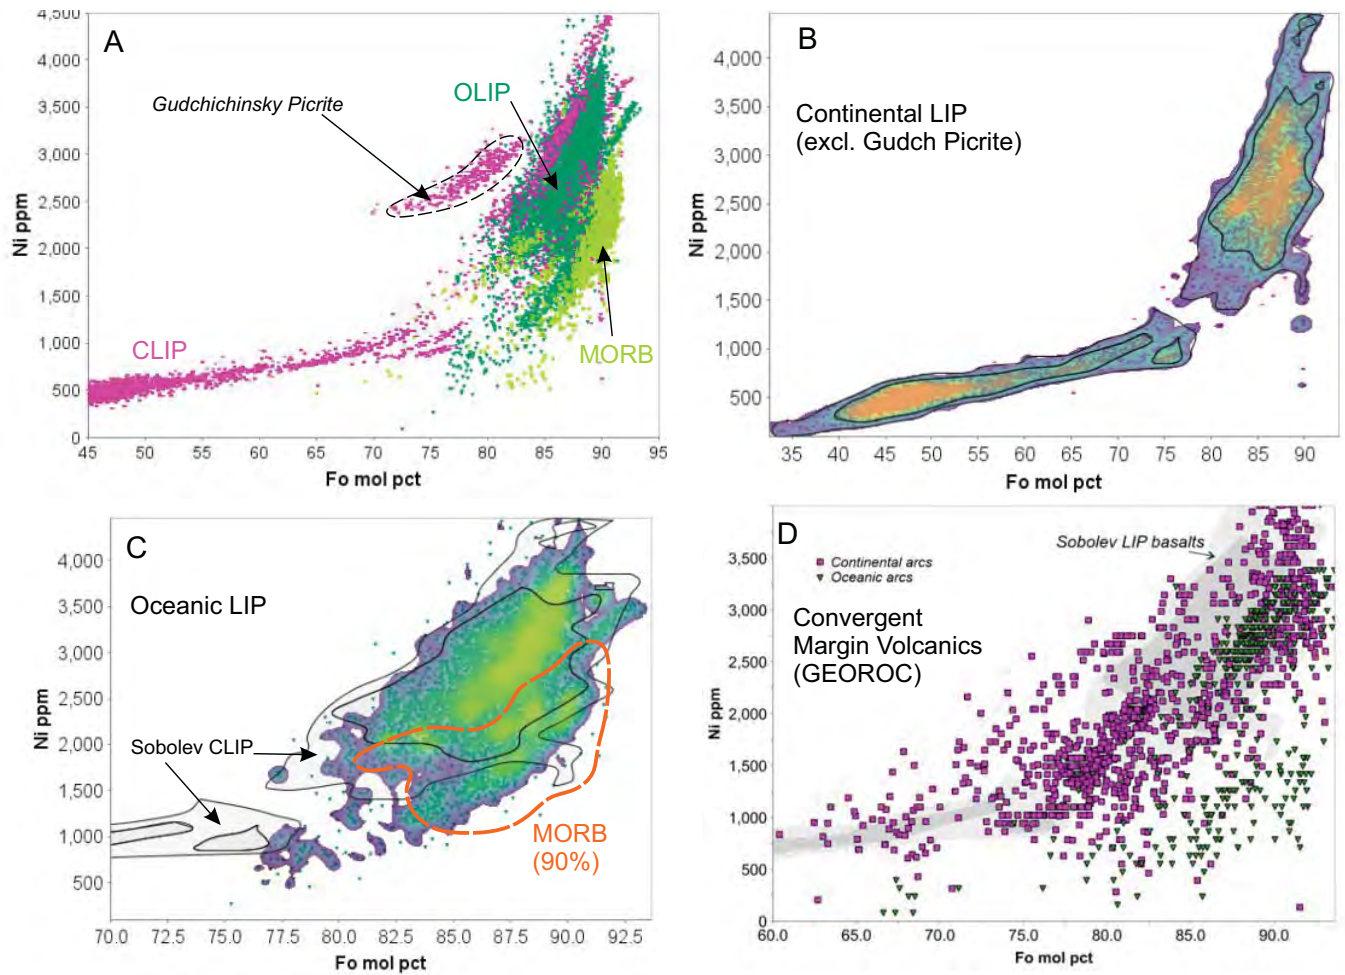 A
4,500
4,000
3,500
3,000
2,500
2,000
1,500
1,000
500
0
Ni ppm
Gudchichinsky Picrite
OLIP
CLIP
MORB
45 50 55 60 65 70 75 80 85 90 95
Fo mol pct
B
Continental LIP
(excl. Gudch Picrite)
4,000
3,500
3,000
2,500
2,000
1,500
1,000
500
Ni ppm
35 40 45 50 55 60 65 70 75 80 85 90
Fo mol pct
C
Oceanic LIP
4,000
3,500
3,000
2,500
2,000
1,500
1,000
500
Ni ppm
Sobolev CLIP
MORB
(90%)
70.0 72.5 75.0 77.5 80.0 82.5 85.0 87.5 90.0 92.5
Fo mol pct
D
Sobolev LIP basalts
Continental arcs
Oceanic arcs
Convergent
Margin Volcanics
(GEOROC)
3,500
3,000
2,500
2,000
1,500
1,000
500
0
Ni ppm
60.0 65.0 70.0 75.0 80.0 85.0 90.0
Fo mol pct